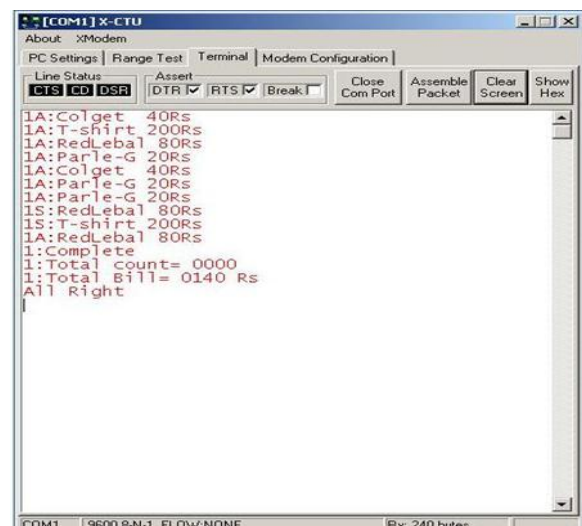 [COM1] X-CTU
About XModem
PC Settings Range Test Terminal Modem Configuration
Line Status Assert
CTS CD DSR DTR RTS Break
Close Com Port
Assemble Packet
Clear Screen
Show Hex
1A:Colget 40Rs
1A:T-shirt 200Rs
1A:RedLebal 80Rs
1A:Parle-G 20Rs
1A:Colget 40Rs
1A:Parle-G 20Rs
1A:Parle-G 20Rs
1S:RedLebal 80Rs
1S:T-shirt 200Rs
1A:RedLebal 80Rs
1:Complete
1:Total count= 0000
1:Total Bill= 0140 Rs
All Right
COM1 9600 8-N-1 FLOW:NONE Rx: 240 bytes